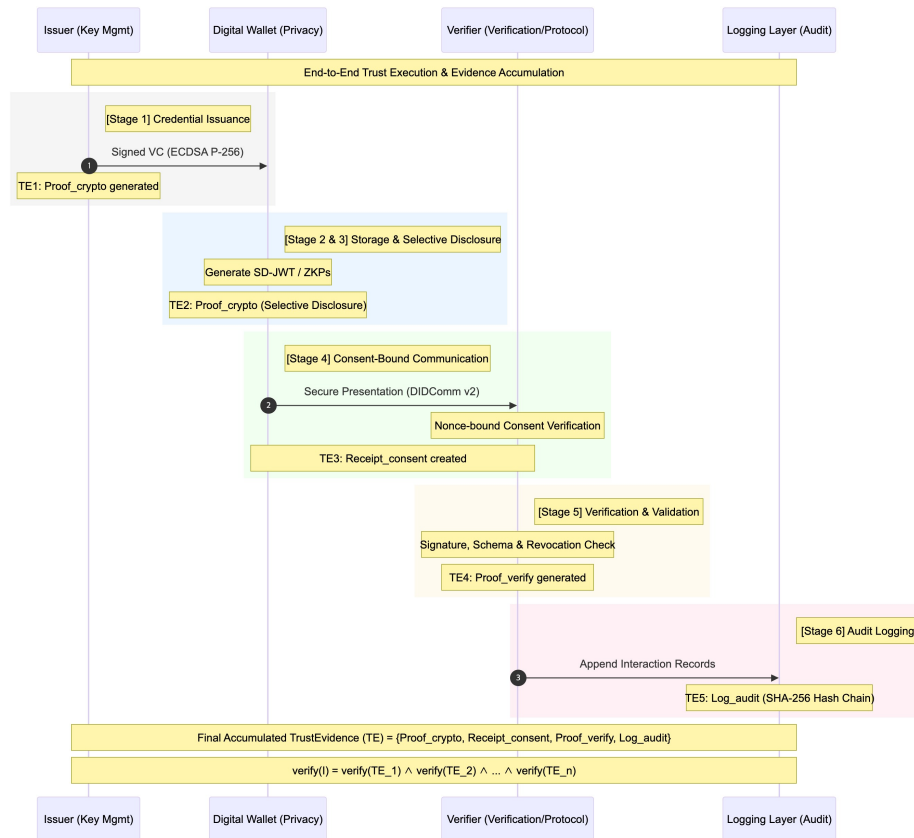 Issuer (Key Mgmt)
Digital Wallet (Privacy)
Verifier (Verification/Protocol)
Logging Layer (Audit)
End-to-End Trust Execution & Evidence Accumulation
[Stage 1] Credential Issuance
Signed VC (ECDSA P-256)
1
TE1: Proof_crypto generated
[Stage 2 & 3] Storage & Selective Disclosure
Generate SD-JWT / ZKPs
TE2: Proof_crypto (Selective Disclosure)
[Stage 4] Consent-Bound Communication
Secure Presentation (DIDComm v2)
2
Nonce-bound Consent Verification
TE3: Receipt_consent created
[Stage 5] Verification & Validation
Signature, Schema & Revocation Check
TE4: Proof_verify generated
[Stage 6] Audit Logging
Append Interaction Records
3
TE5: Log_audit (SHA-256 Hash Chain)
Final Accumulated TrustEvidence (TE) = {Proof_crypto, Receipt_consent, Proof_verify, Log_audit}
verify(I) = verify(TE_1) ∧ verify(TE_2) ∧ ... ∧ verify(TE_n)
Issuer (Key Mgmt)
Digital Wallet (Privacy)
Verifier (Verification/Protocol)
Logging Layer (Audit)